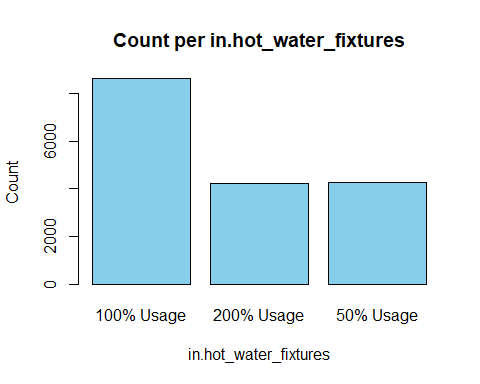 Count per in.hot_water_fixtures
6000
2000
0
Count
100% Usage 200% Usage 50% Usage
in.hot_water_fixtures